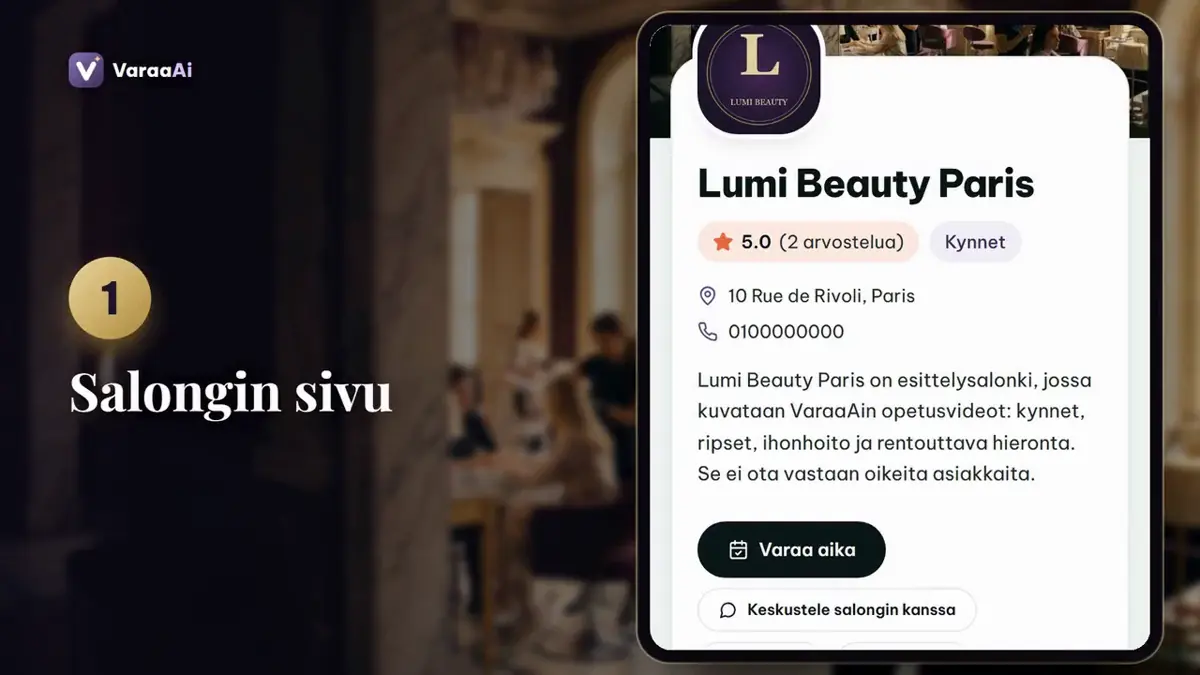 VaraaAi
1
Salongin sivu
L
LUMI BEAUTY
Lumi Beauty Paris
5.0 (2 arvostelua)
Kynnet
10 Rue de Rivoli, Paris
0100000000
Lumi Beauty Paris on esittelysalonki, jossa
kuvataan VaraaAin opetusvideot: kynnet,
ripset, ihonhoito ja rentouttava hieronta.
Se ei ota vastaan oikeita asiakkaita.
Varaa aika
Keskustele salongin kanssa